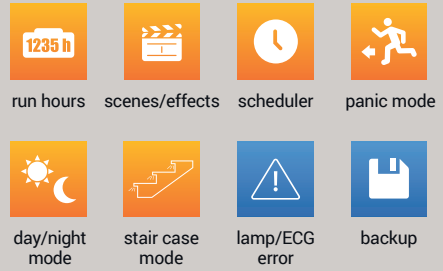 1235 h
run hours
scenes/effects
scheduler
panic mode
day/night
mode
stair case
mode
lamp/ECG
error
backup